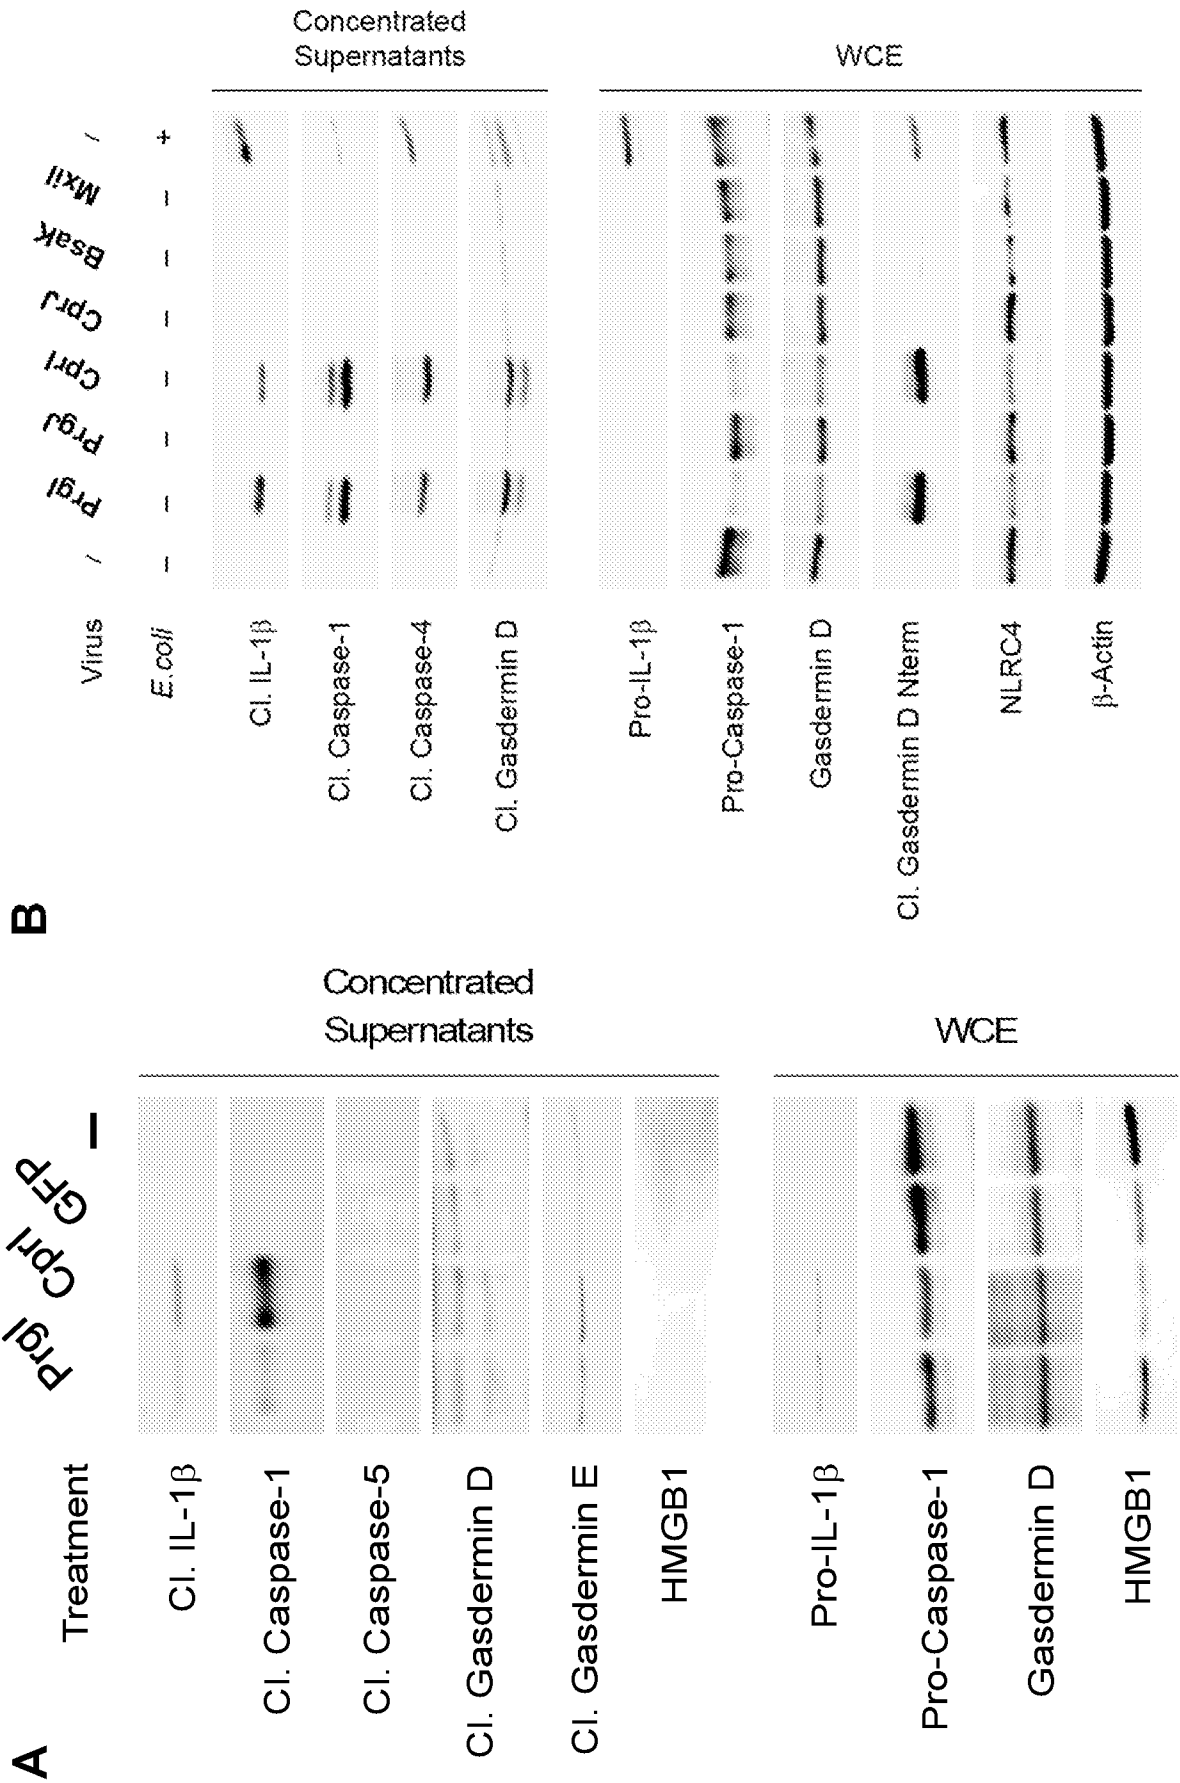 A
Treatment
PrgI
CprI
GFP
–
Cl. IL-1β
Cl. Caspase-1
Cl. Caspase-5
Cl. Gasdermin D
Cl. Gasdermin E
HMGB1
Concentrated
Supernatants
Pro-IL-1β
Pro-Caspase-1
Gasdermin D
HMGB1
WCE
B
Virus / PrgI PrgJ CprI CprJ BsaK MxiI /
E.coli – – – – – – – +
Cl. IL-1β
Cl. Caspase-1
Cl. Caspase-4
Cl. Gasdermin D
Concentrated
Supernatants
Pro-IL-1β
Pro-Caspase-1
Gasdermin D
Cl. Gasdermin D Nterm
NLRC4
β-Actin
WCE